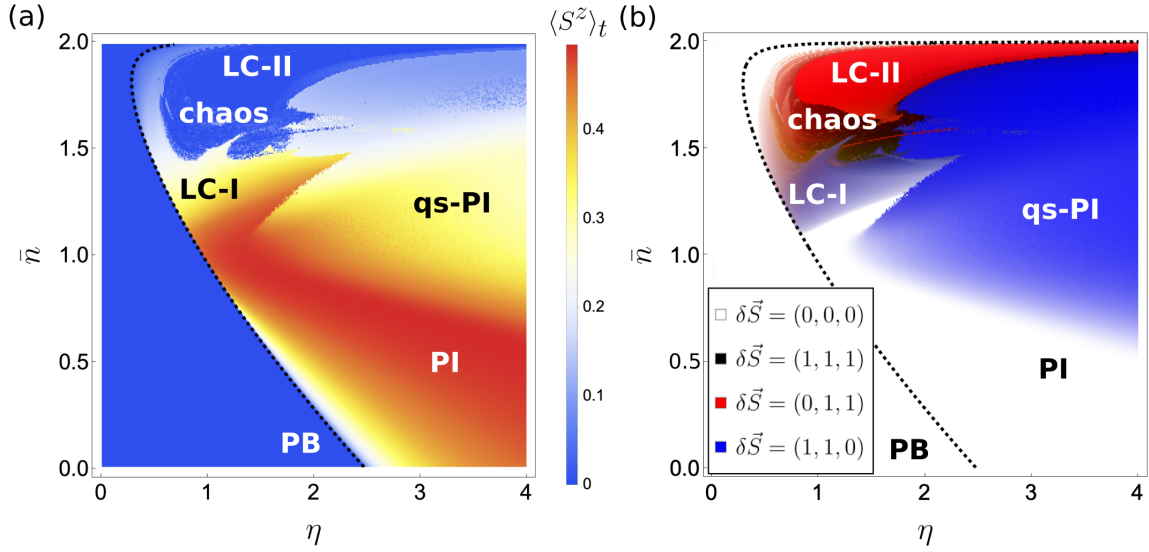 (a)
⟨S^z⟩_t
2.0
1.5
1.0
0.5
0.0
n̄
0
1
2
3
4
η
LC-II
chaos
LC-I
qs-PI
PI
PB
0.4
0.3
0.2
0.1
0
(b)
2.0
1.5
1.0
0.5
0.0
n̄
0
1
2
3
4
η
LC-II
chaos
LC-I
qs-PI
PI
PB
δS⃗ = (0, 0, 0)
δS⃗ = (1, 1, 1)
δS⃗ = (0, 1, 1)
δS⃗ = (1, 1, 0)